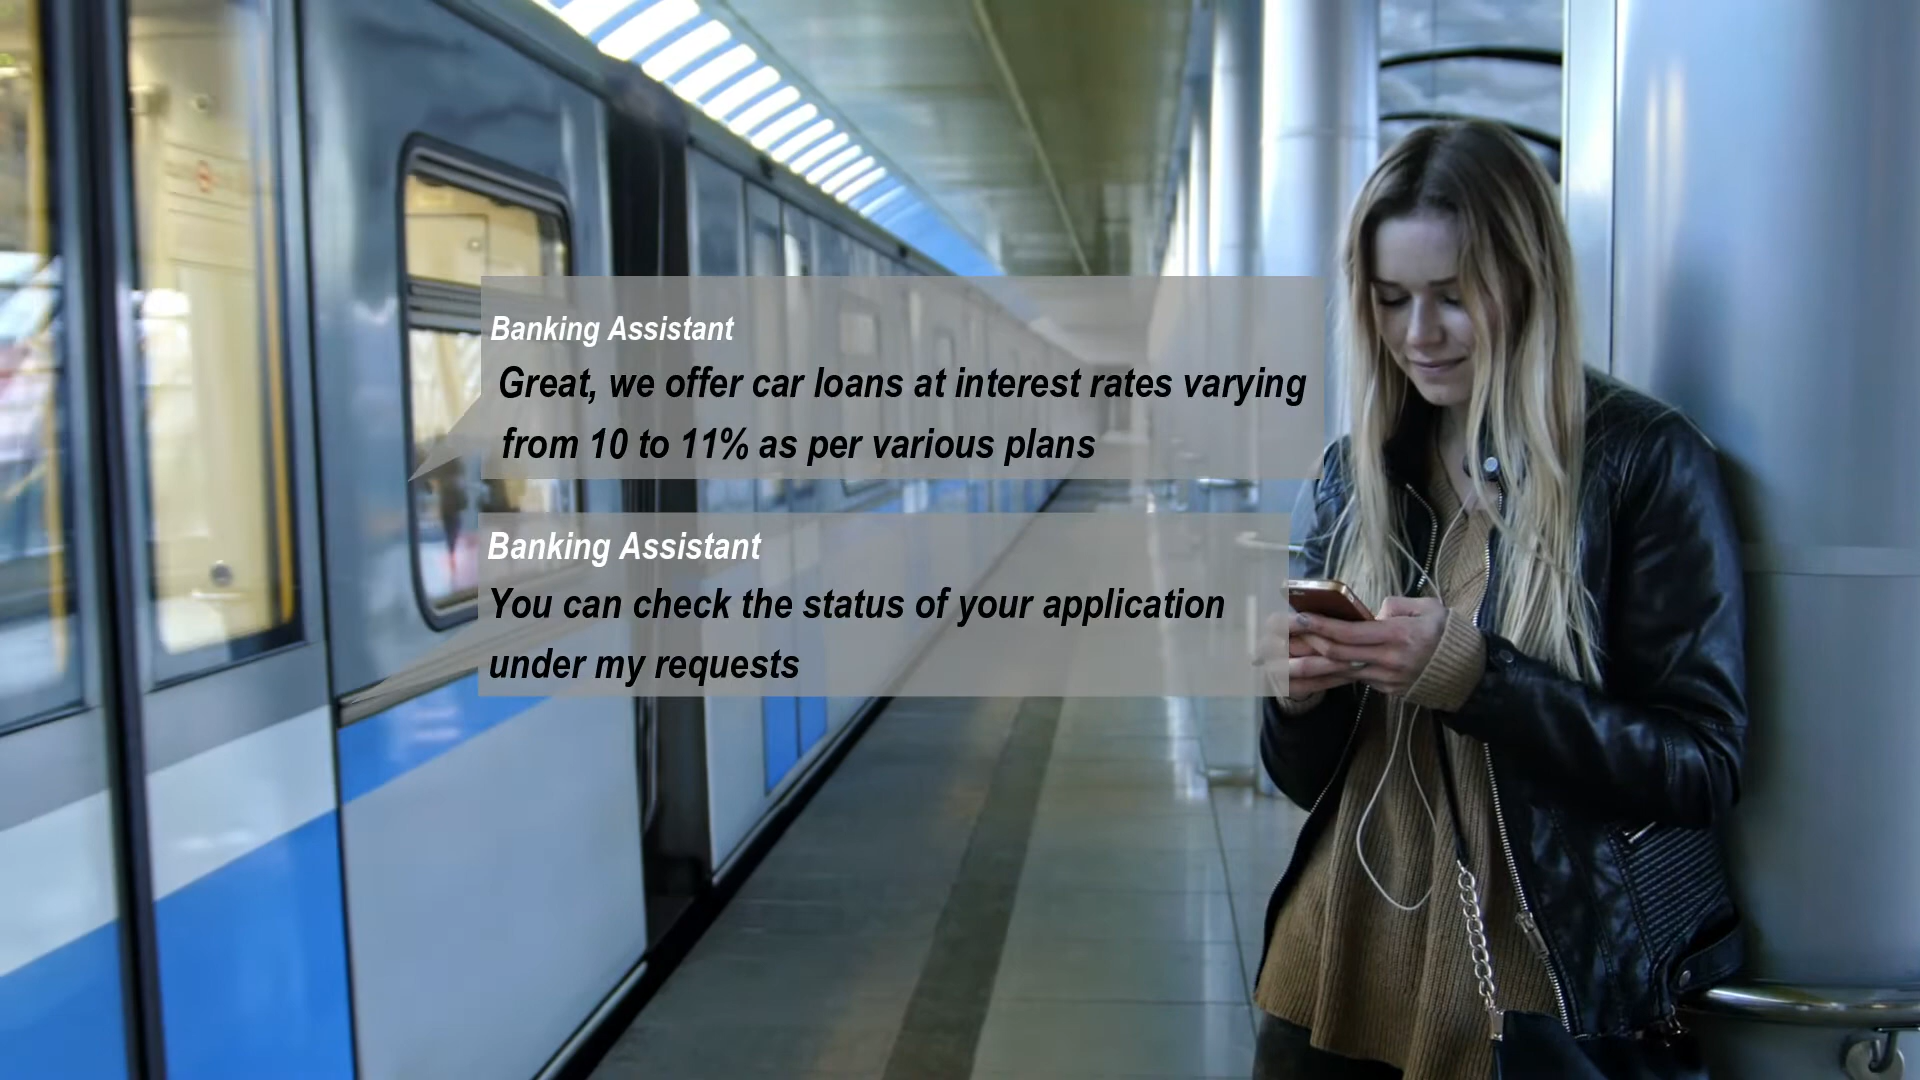 Banking Assistant
Great, we offer car loans at interest rates varying
from 10 to 11% as per various plans
Banking Assistant
You can check the status of your application
under my requests